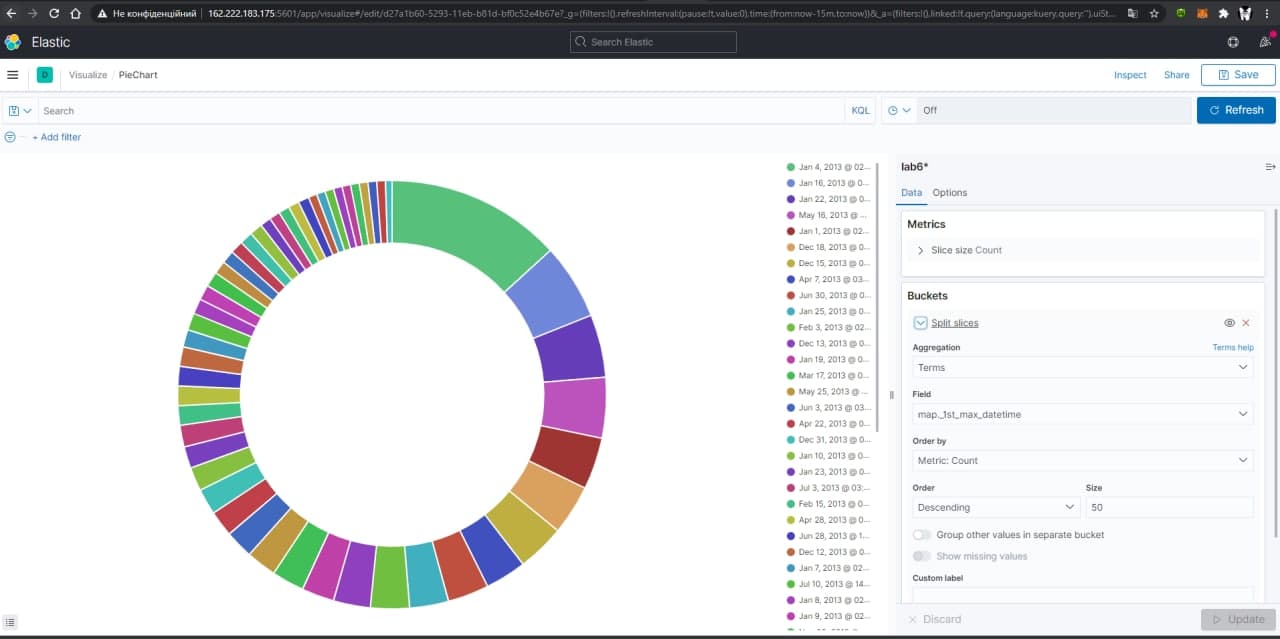 Не конфіденційний 162.222.183.175:5601/app/visualize#/edit/d27a1b60-5293-11eb-b81d-bf0c52e4b67e?_g=(filters:!(),refreshInterval:(pause:!t,value:0),time:(from:now-15m,to:now))&_a=(filters:!(),linked:!f,query:(language:kuery,query:''),uiSt...
Elastic
Search Elastic
D Visualize / PieChart
Inspect Share Save
Search KQL Off Refresh
+ Add filter
Jan 4, 2013 @ 02...
Jan 16, 2013 @ 0...
Jan 22, 2013 @ 0...
May 16, 2013 @ ...
Jan 1, 2013 @ 02...
Dec 18, 2013 @ 0...
Dec 15, 2013 @ 0...
Apr 7, 2013 @ 03...
Jun 30, 2013 @ 0...
Jan 25, 2013 @ 0...
Feb 3, 2013 @ 02...
Dec 13, 2013 @ 0...
Jan 19, 2013 @ 0...
Mar 17, 2013 @ 0...
May 25, 2013 @ ...
Jun 3, 2013 @ 03...
Apr 22, 2013 @ 0...
Dec 31, 2013 @ 0...
Jan 10, 2013 @ 0...
Jan 23, 2013 @ 0...
Jul 3, 2013 @ 03:...
Feb 15, 2013 @ 0...
Apr 28, 2013 @ 0...
Jun 28, 2013 @ 1...
Dec 12, 2013 @ 0...
Jan 7, 2013 @ 02...
Jul 10, 2013 @ 14...
Jan 8, 2013 @ 02...
Jan 9, 2013 @ 02...
lab6*
Data Options
Metrics
Slice size Count
Buckets
Split slices
Aggregation Terms help
Terms
Field
map._1st_max_datetime
Order by
Metric: Count
Order Size
Descending 50
Group other values in separate bucket
Show missing values
Custom label
Discard Update